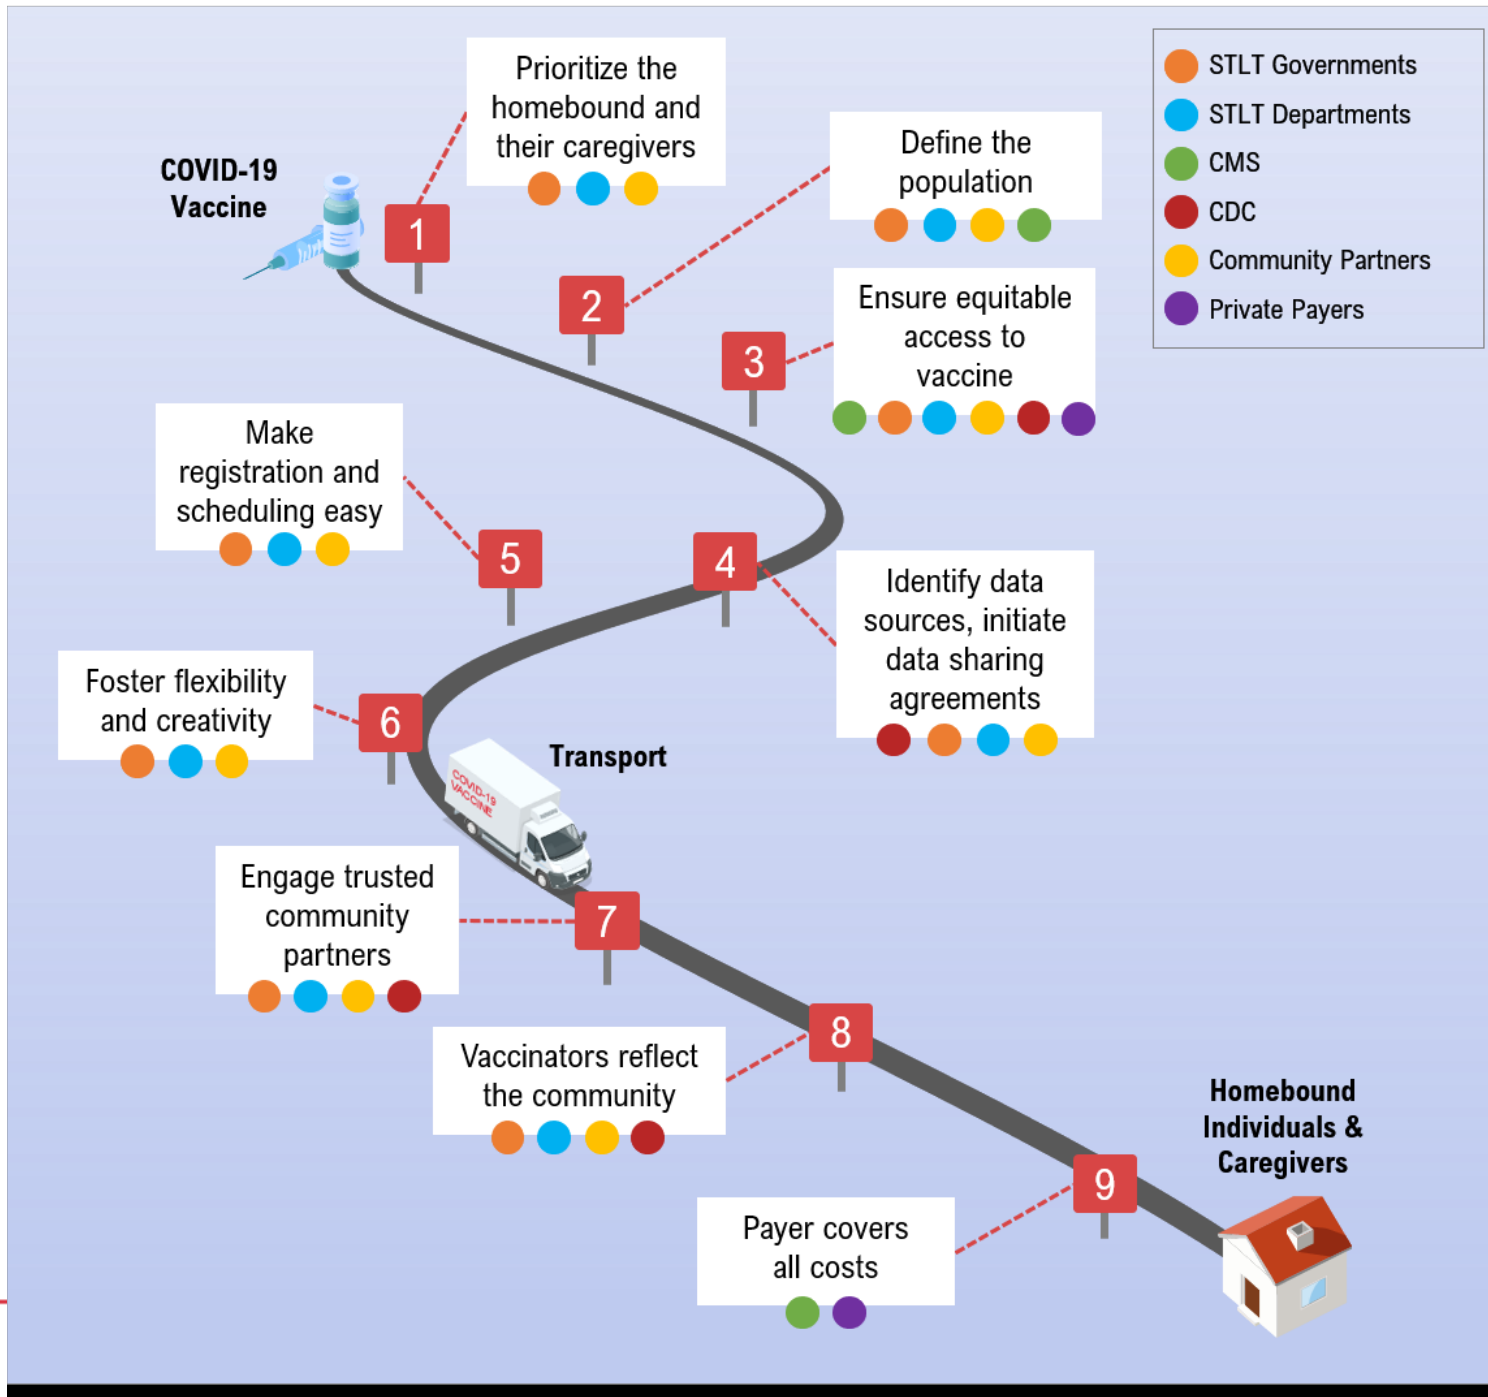 COVID-19
Vaccine
1
Prioritize the
homebound and
their caregivers
2
Define the
population
3
Ensure equitable
access to
vaccine
STLT Governments
STLT Departments
CMS
CDC
Community Partners
Private Payers
4
Identify data
sources, initiate
data sharing
agreements
5
Make
registration and
scheduling easy
6
Foster flexibility
and creativity
Transport
COVID-19
VACCINE
7
Engage trusted
community
partners
8
Vaccinators reflect
the community
9
Payer covers
all costs
Homebound
Individuals &
Caregivers